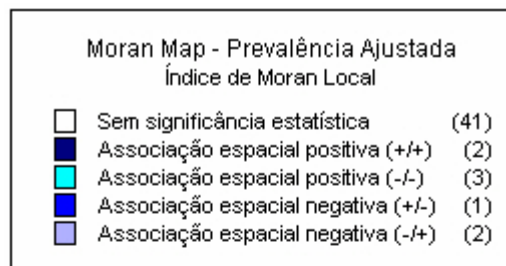 Moran Map - Prevalência Ajustada
Índice de Moran Local
Sem significância estatística (41)
Associação espacial positiva (+/+) (2)
Associação espacial positiva (-/-) (3)
Associação espacial negativa (+/-) (1)
Associação espacial negativa (-/+) (2)